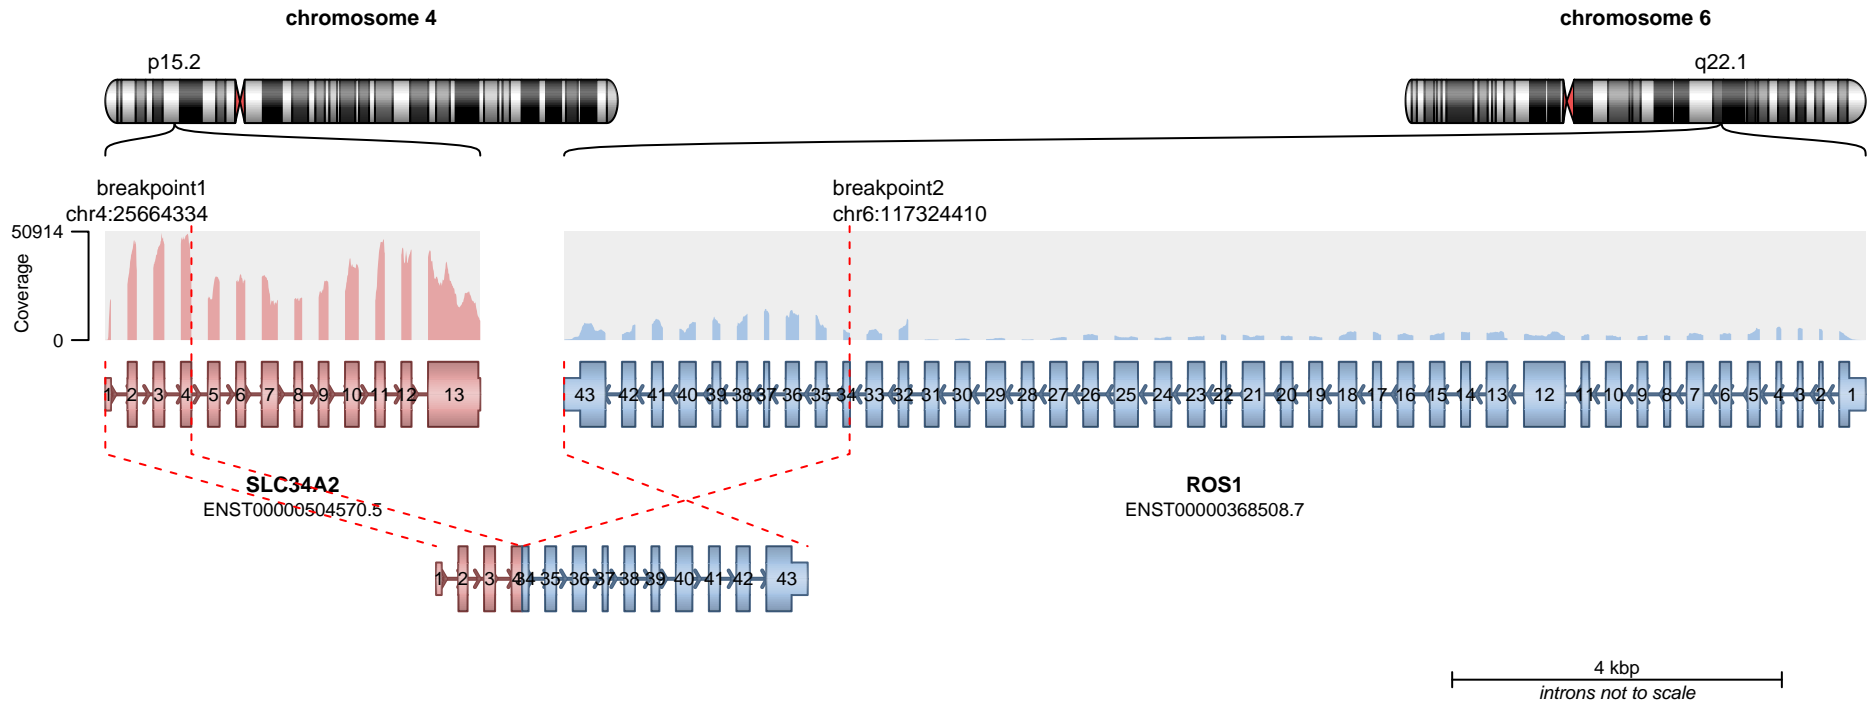 chromosome 4
chromosome 6
p15.2
q22.1
breakpoint1
chr4:25664334
breakpoint2
chr6:117324410
50914
Coverage
0
1 2 3 4 5 6 7 8 9 10 11 12 13
43 42 41 40 39 38 37 36 35 34 33 32 31 30 29 28 27 26 25 24 23 22 21 20 19 18 17 16 15 14 13 12 11 10 9 8 7 6 5 4 3 2 1
SLC34A2
ENST00000504570.5
ROS1
ENST00000368508.7
1 2 3 4 34 35 36 37 38 39 40 41 42 43
4 kbp
introns not to scale